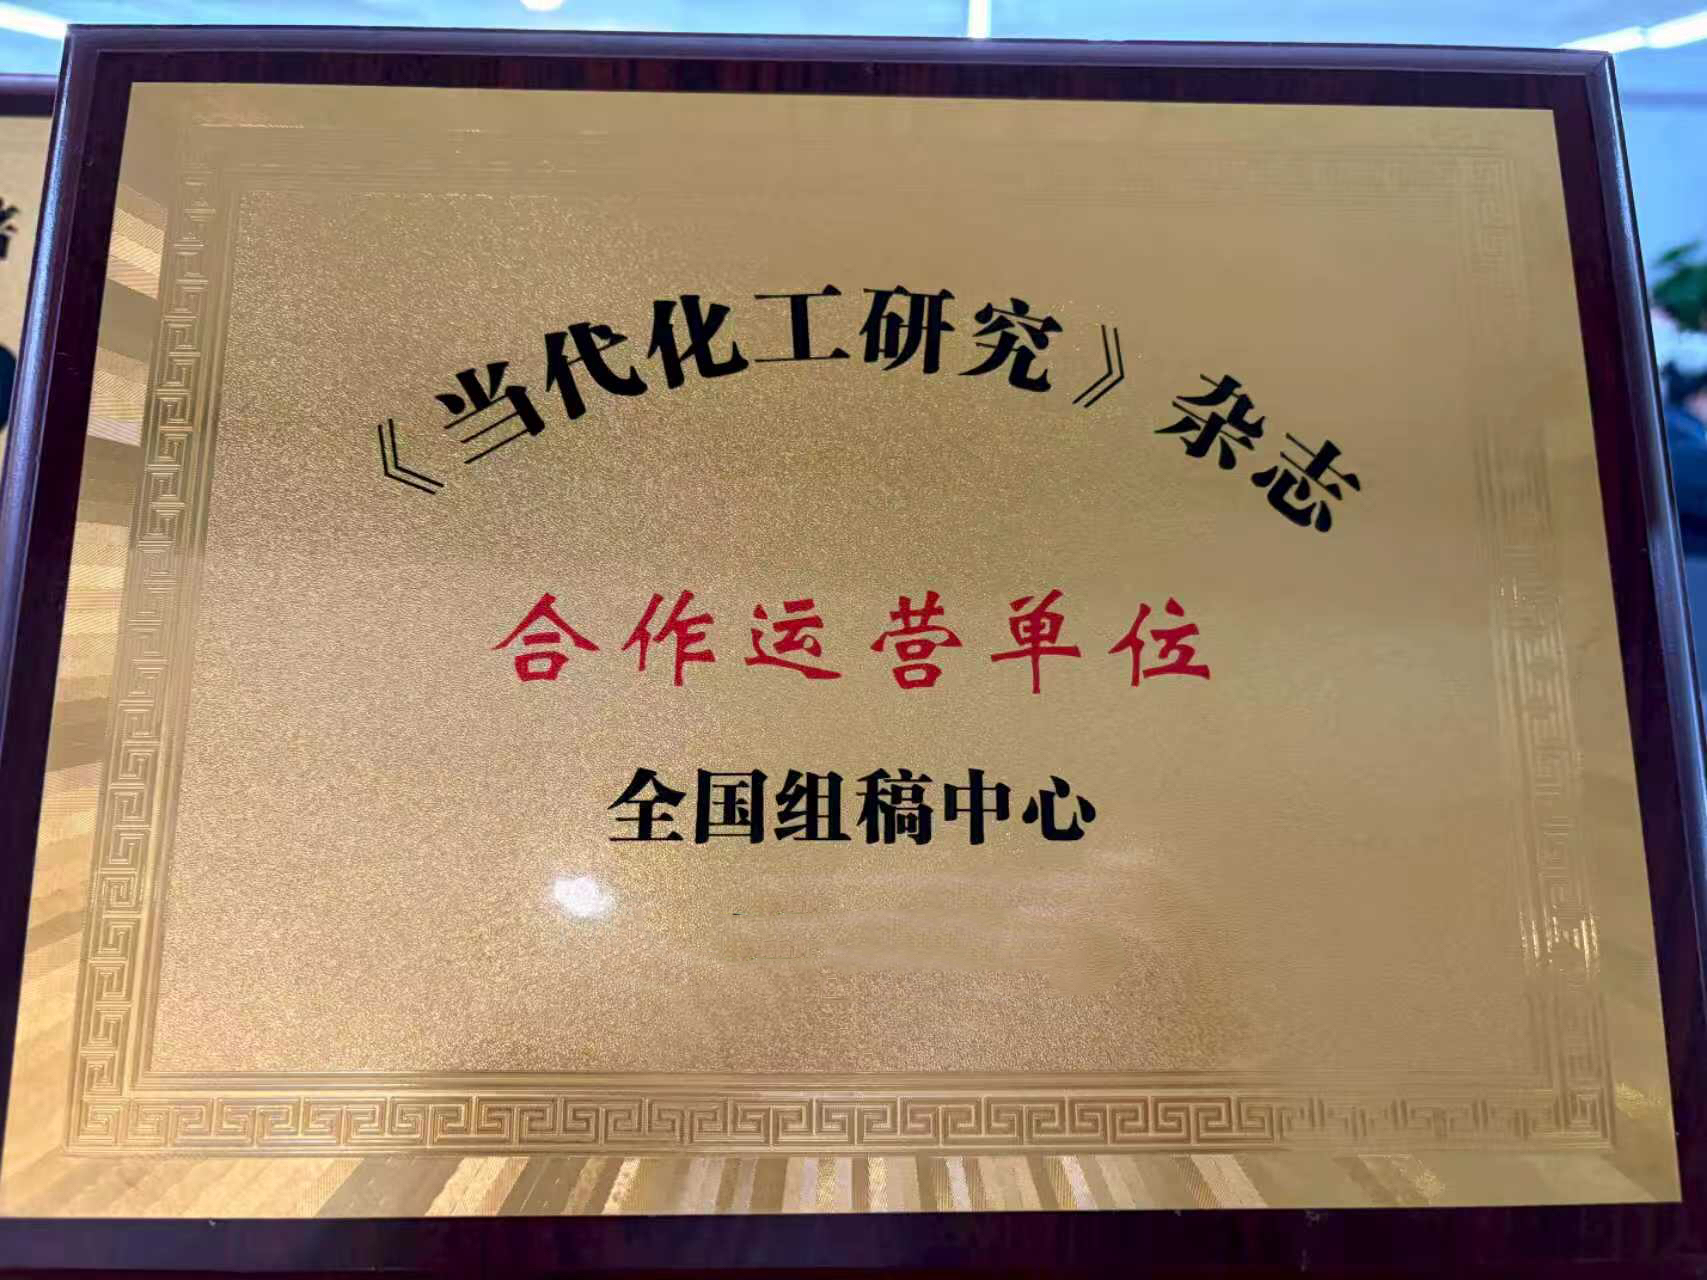 《当代化工研究》杂志
合作运营单位
全国组稿中心